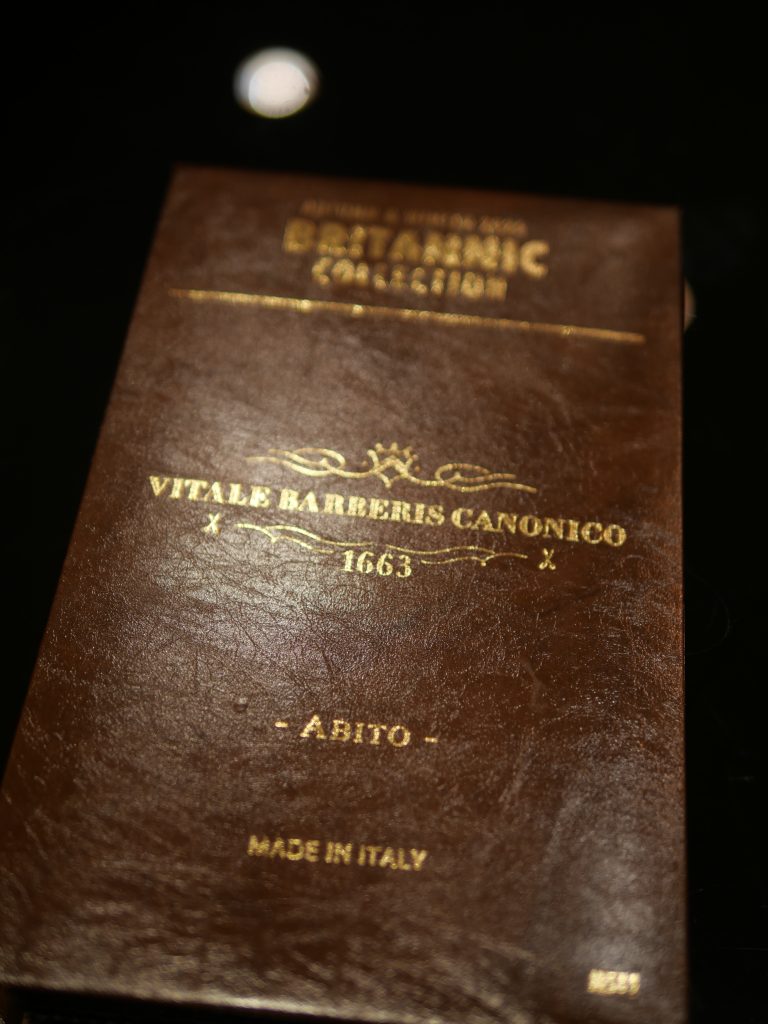 BRITANNIC
COLLECTION
VITALE BARBERIS CANONICO
1663
- ABITO -
MADE IN ITALY